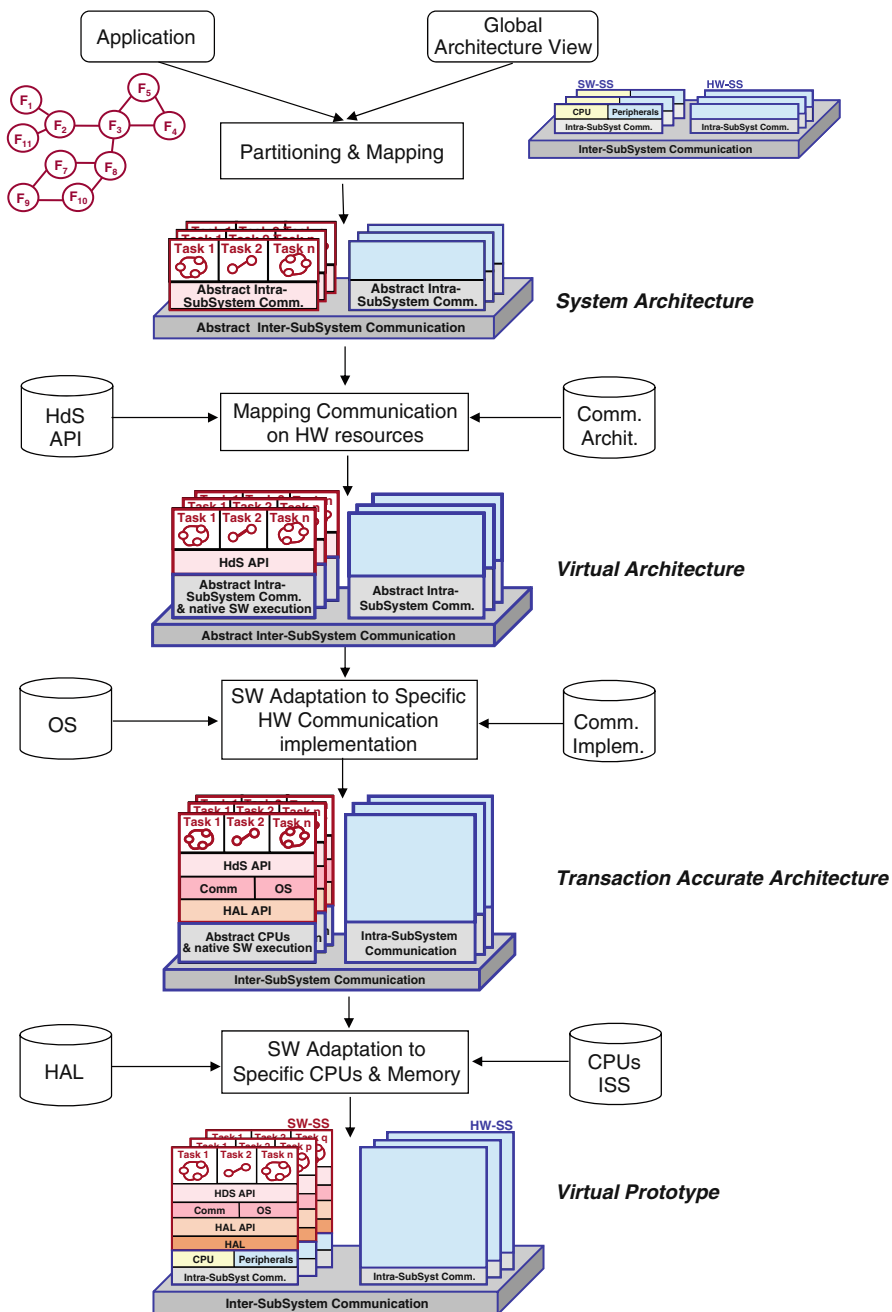 Application
Global
Architecture View
F1
F2
F11
F3
F5
F4
F7
F8
F9
F10
SW-SS
HW-SS
CPU
Peripherals
Intra-SubSyst Comm.
Intra-SubSyst Comm.
Inter-SubSystem Communication
Partitioning & Mapping
Task 1
Task 2
Task n
Abstract Intra-
SubSystem Comm.
Abstract Intra-
SubSystem Comm.
Abstract Inter-SubSystem Communication
System Architecture
HdS
API
Mapping Communication
on HW resources
Comm.
Archit.
Task 1
Task 2
Task n
HdS API
Abstract Intra-
SubSystem Comm.
& native SW execution
Abstract Intra-
SubSystem Comm.
Abstract Inter-SubSystem Communication
Virtual Architecture
OS
SW Adaptation to Specific
HW Communication
implementation
Comm.
Implem.
Task 1
Task 2
Task n
HdS API
Comm
OS
HAL API
Abstract CPUs
& native SW execution
Intra-SubSystem
Communication
Inter-SubSystem Communication
Transaction Accurate Architecture
HAL
SW Adaptation to
Specific CPUs & Memory
CPUs
ISS
SW-SS
HW-SS
Task 1
Task 2
Task q
Task p
Task 1
Task 2
Task n
HDS API
Comm
OS
HAL API
HAL
CPU
Peripherals
Intra-SubSyst Comm.
Intra-SubSyst Comm.
Inter-SubSystem Communication
Virtual Prototype